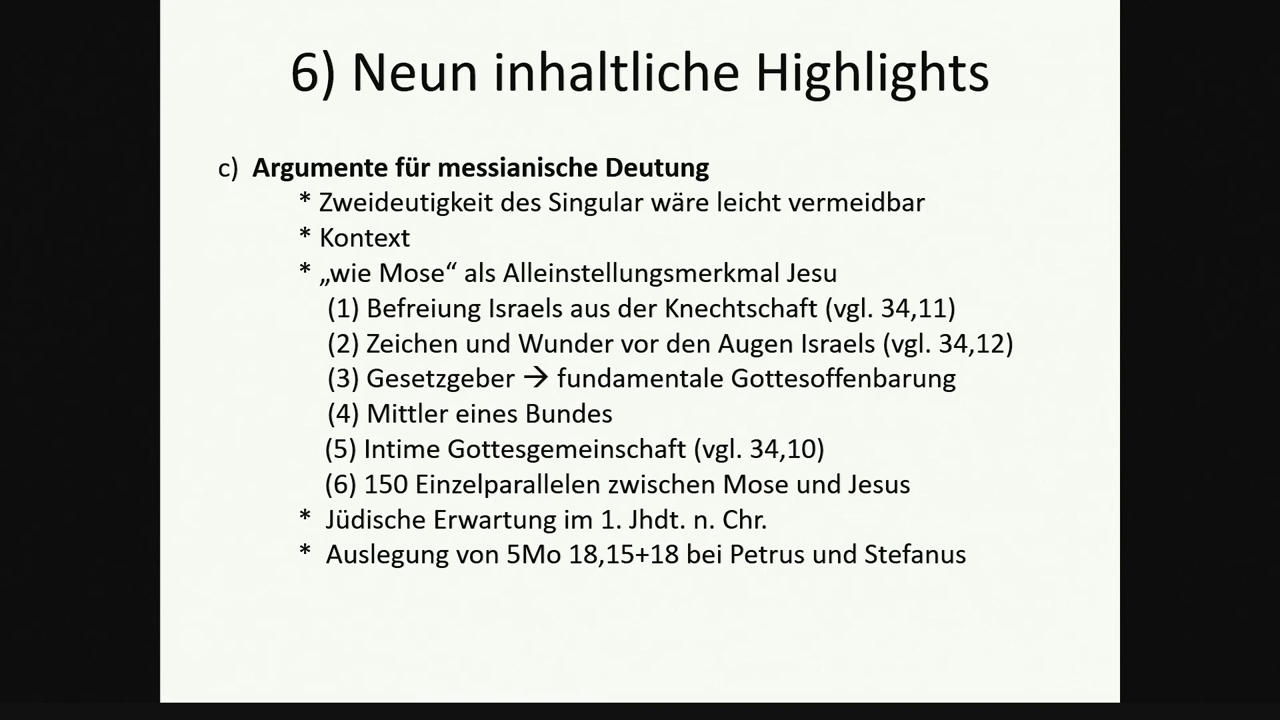 6) Neun inhaltliche Highlights
c) Argumente für messianische Deutung
* Zweideutigkeit des Singular wäre leicht vermeidbar
* Kontext
* „wie Mose“ als Alleinstellungsmerkmal Jesu
(1) Befreiung Israels aus der Knechtschaft (vgl. 34,11)
(2) Zeichen und Wunder vor den Augen Israels (vgl. 34,12)
(3) Gesetzgeber → fundamentale Gottesoffenbarung
(4) Mittler eines Bundes
(5) Intime Gottesgemeinschaft (vgl. 34,10)
(6) 150 Einzelparallelen zwischen Mose und Jesus
* Jüdische Erwartung im 1. Jhdt. n. Chr.
* Auslegung von 5Mo 18,15+18 bei Petrus und Stefanus